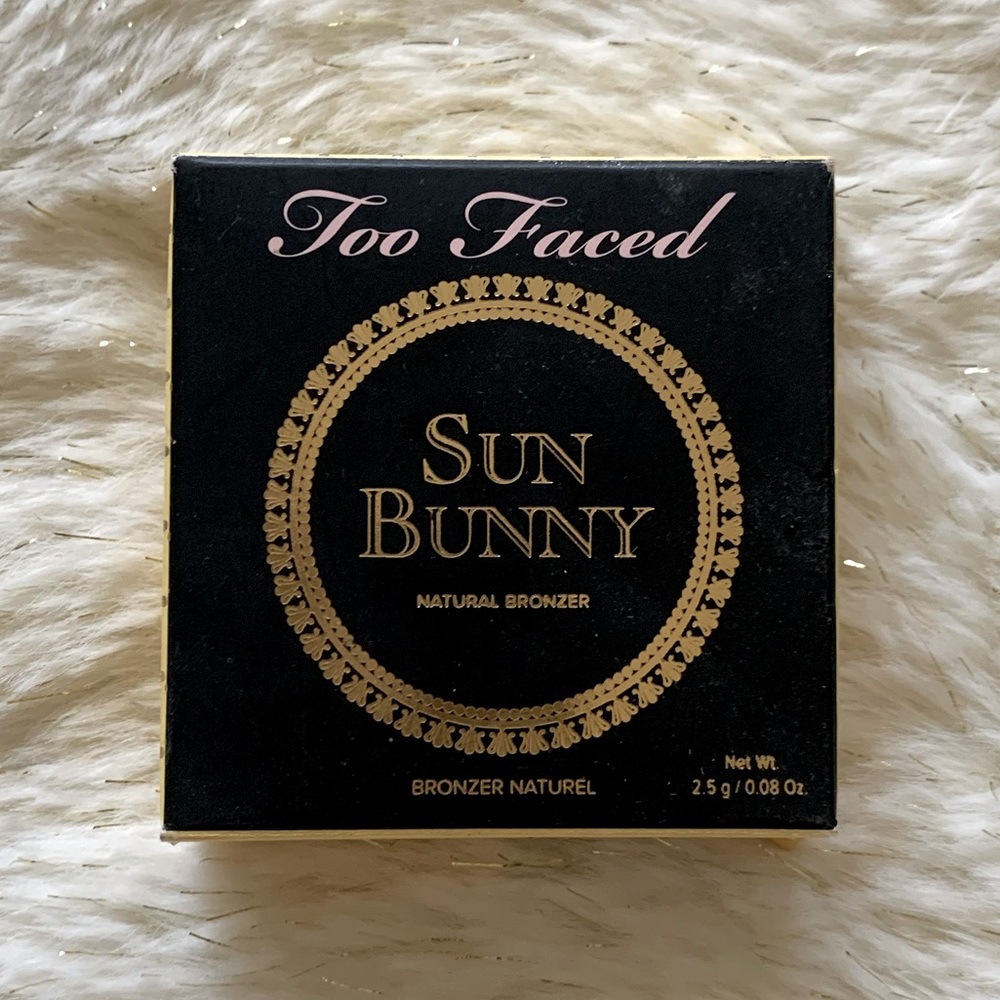 Too Faced
SUN
BUNNY
NATURAL BRONZER
BRONZER NATUREL
Net Wt.
2.5 g / 0.08 Oz.